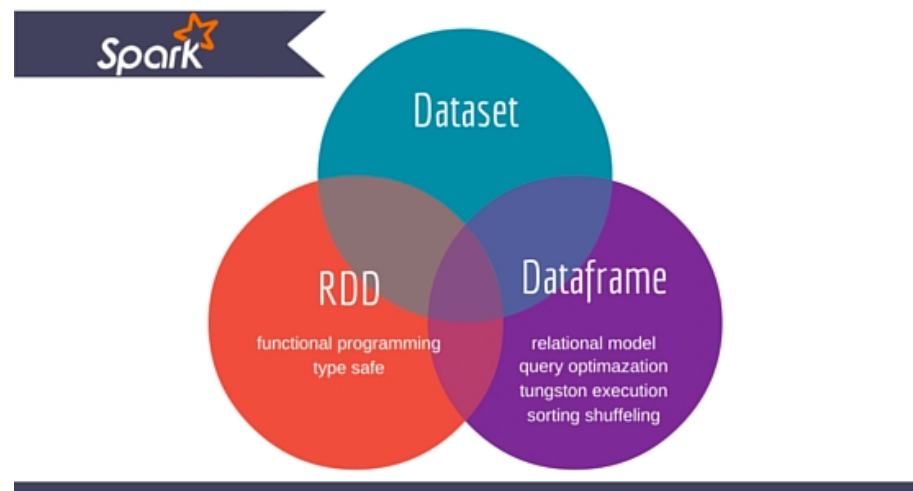 Spark
Dataset
RDD
functional programming
type safe
Dataframe
relational model
query optimazation
tungston execution
sorting shuffeling